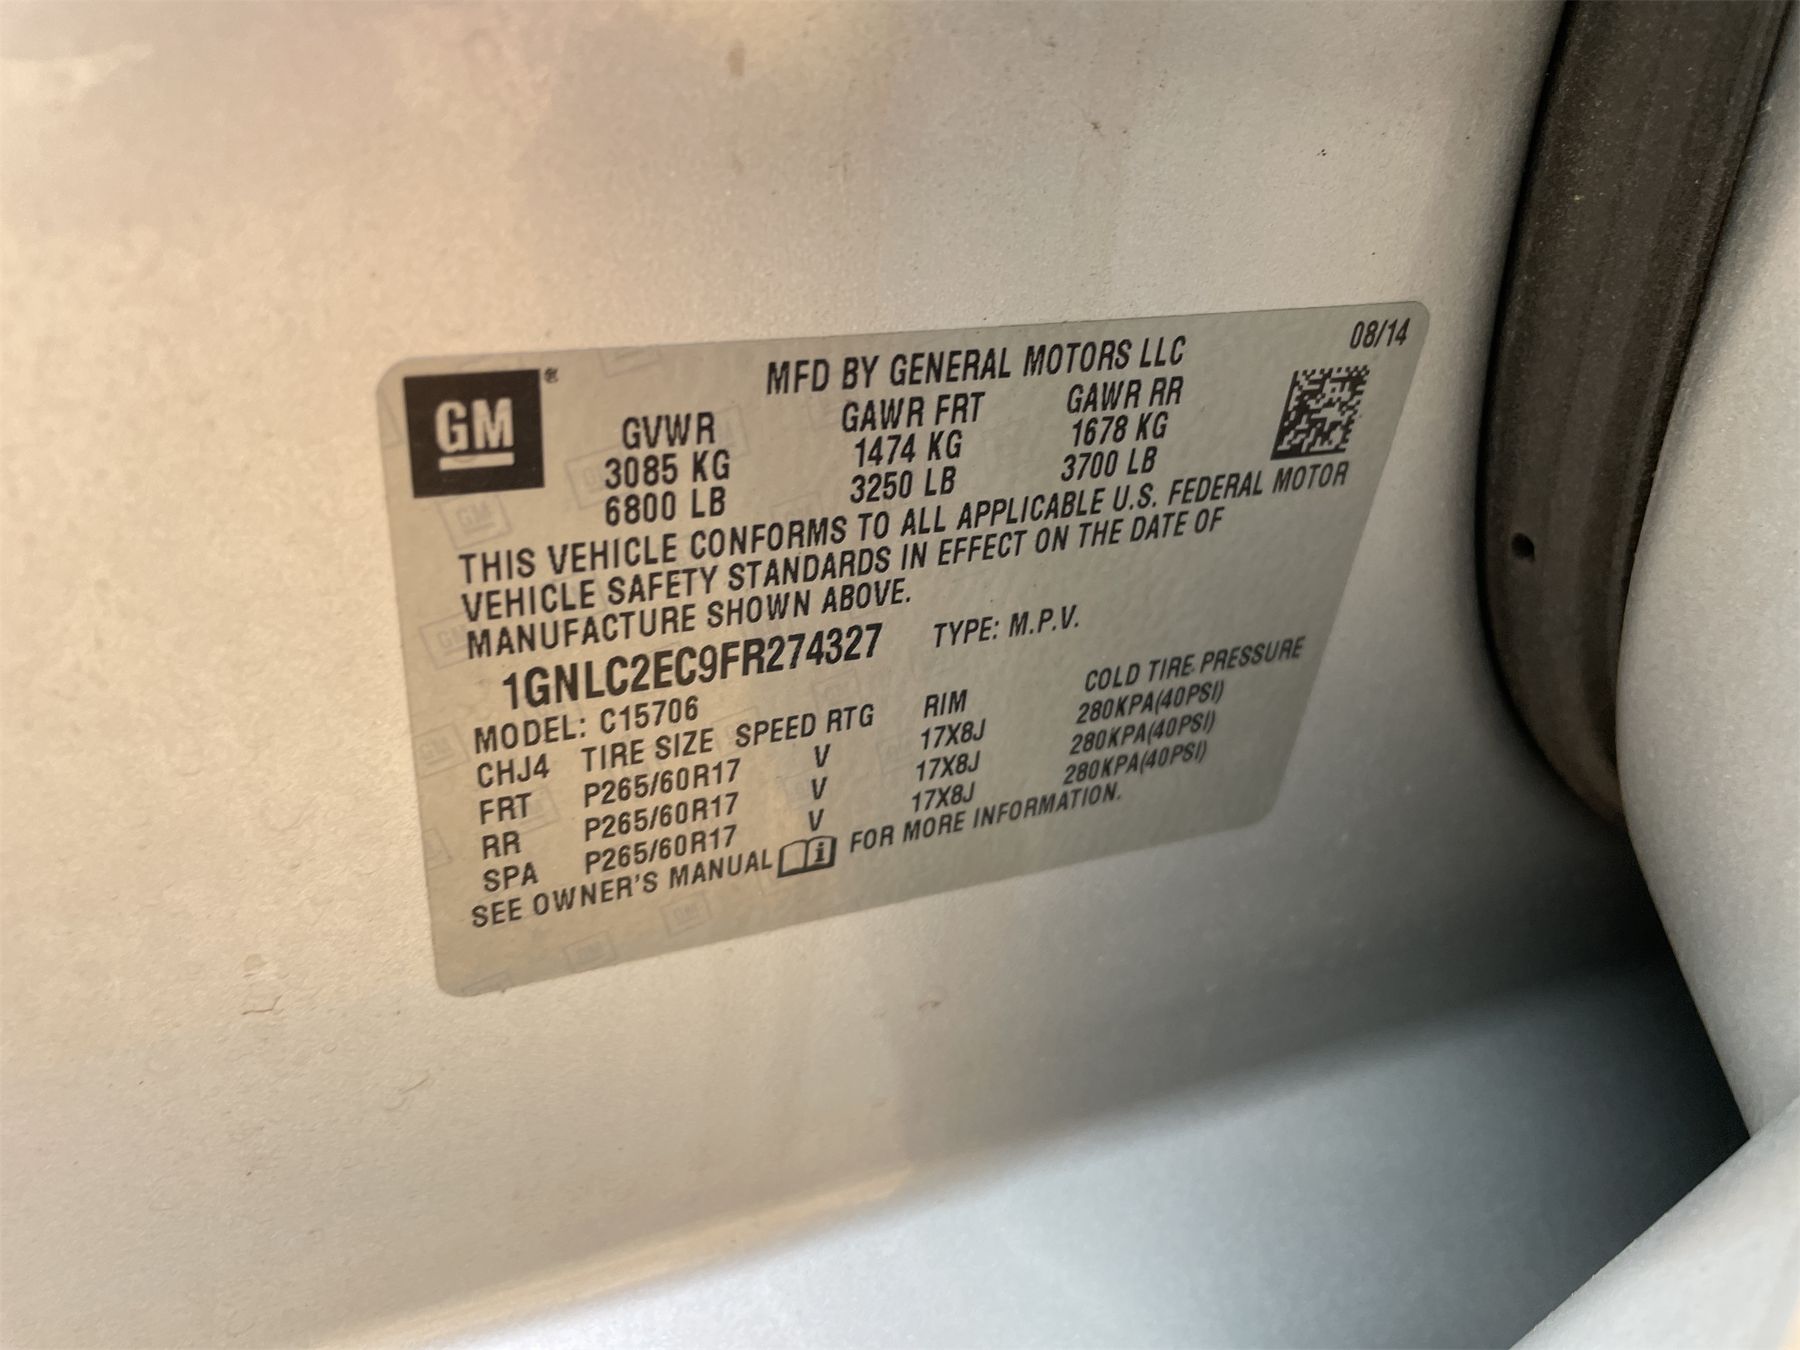 MFD BY GENERAL MOTORS LLC 08/14
GM ®
GVWR GAWR FRT GAWR RR
3085 KG 1474 KG 1678 KG
6800 LB 3250 LB 3700 LB
THIS VEHICLE CONFORMS TO ALL APPLICABLE U.S. FEDERAL MOTOR
VEHICLE SAFETY STANDARDS IN EFFECT ON THE DATE OF
MANUFACTURE SHOWN ABOVE.
1GNLC2EC9FR274327 TYPE: M.P.V.
MODEL: C15706
CHJ4 TIRE SIZE SPEED RTG RIM COLD TIRE PRESSURE
FRT P265/60R17 V 17X8J 280KPA(40PSI)
RR P265/60R17 V 17X8J 280KPA(40PSI)
SPA P265/60R17 V 17X8J 280KPA(40PSI)
SEE OWNER'S MANUAL i FOR MORE INFORMATION.